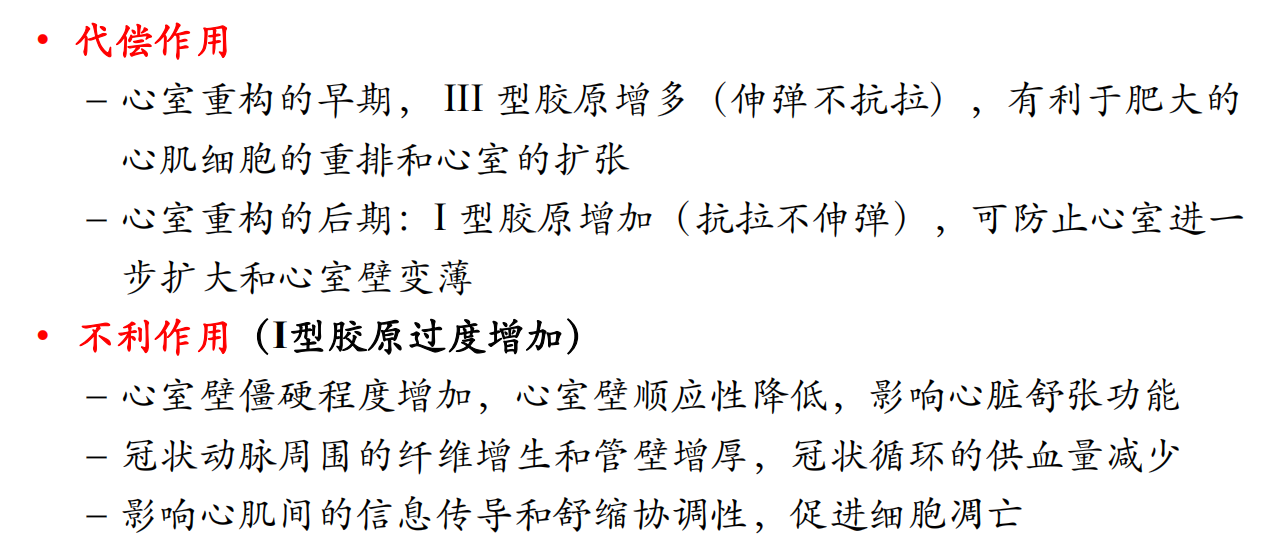 • 代偿作用
– 心室重构的早期， III 型胶原增多（伸弹不抗拉），有利于肥大的
心肌细胞的重排和心室的扩张
– 心室重构的后期：I 型胶原增加（抗拉不伸弹），可防止心室进一
步扩大和心室壁变薄
• 不利作用（I型胶原过度增加）
– 心室壁僵硬程度增加，心室壁顺应性降低，影响心脏舒张功能
– 冠状动脉周围的纤维增生和管壁增厚，冠状循环的供血量减少
– 影响心肌间的信息传导和舒缩协调性，促进细胞凋亡